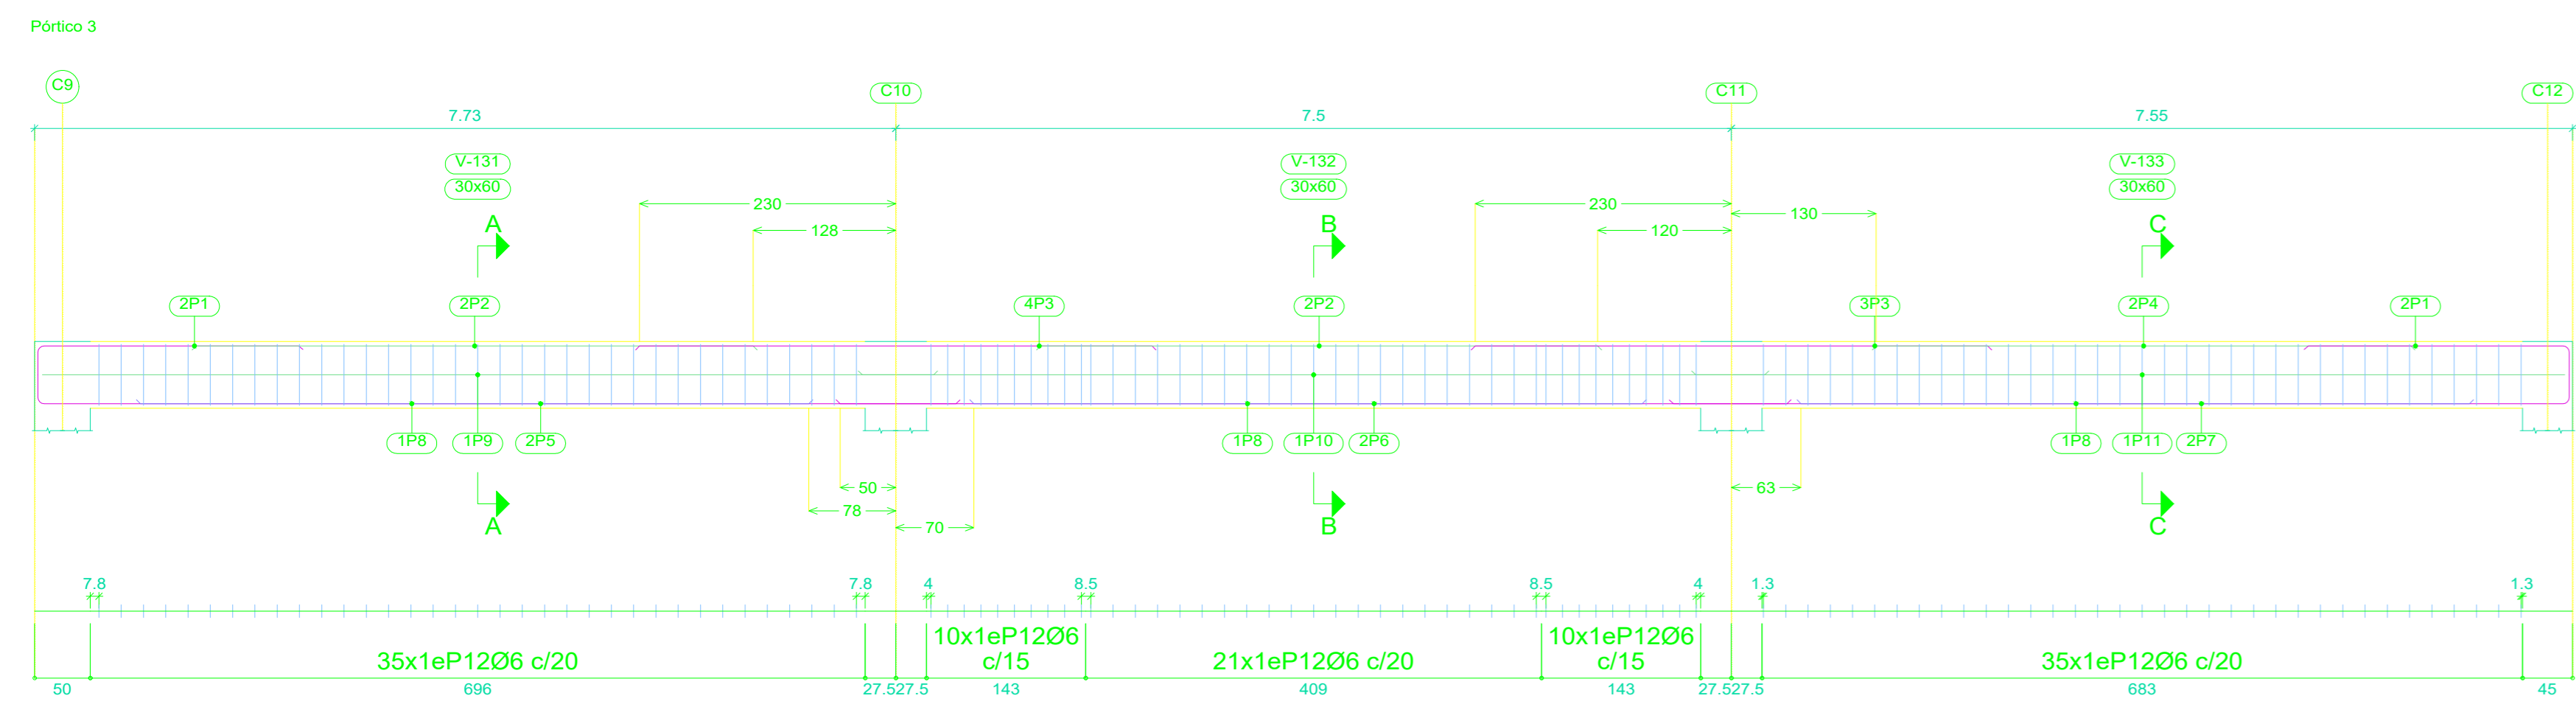 Pórtico 3
C9
C10
C11
C12
7.73
7.5
7.55
V-131
V-132
V-133
30x60
30x60
30x60
230
230
130
A
B
C
128
120
2P1
2P2
4P3
2P2
3P3
2P4
2P1
1P8
1P9
2P5
1P8
1P10
2P6
1P8
1P11
2P7
50
63
78
70
A
B
C
7.8
7.8
4
8.5
8.5
4
1.3
1.3
10x1eP12Ø6
c/15
10x1eP12Ø6
c/15
35x1eP12Ø6 c/20
21x1eP12Ø6 c/20
35x1eP12Ø6 c/20
50
696
27.5
27.5
143
409
143
27.5
27.5
683
45